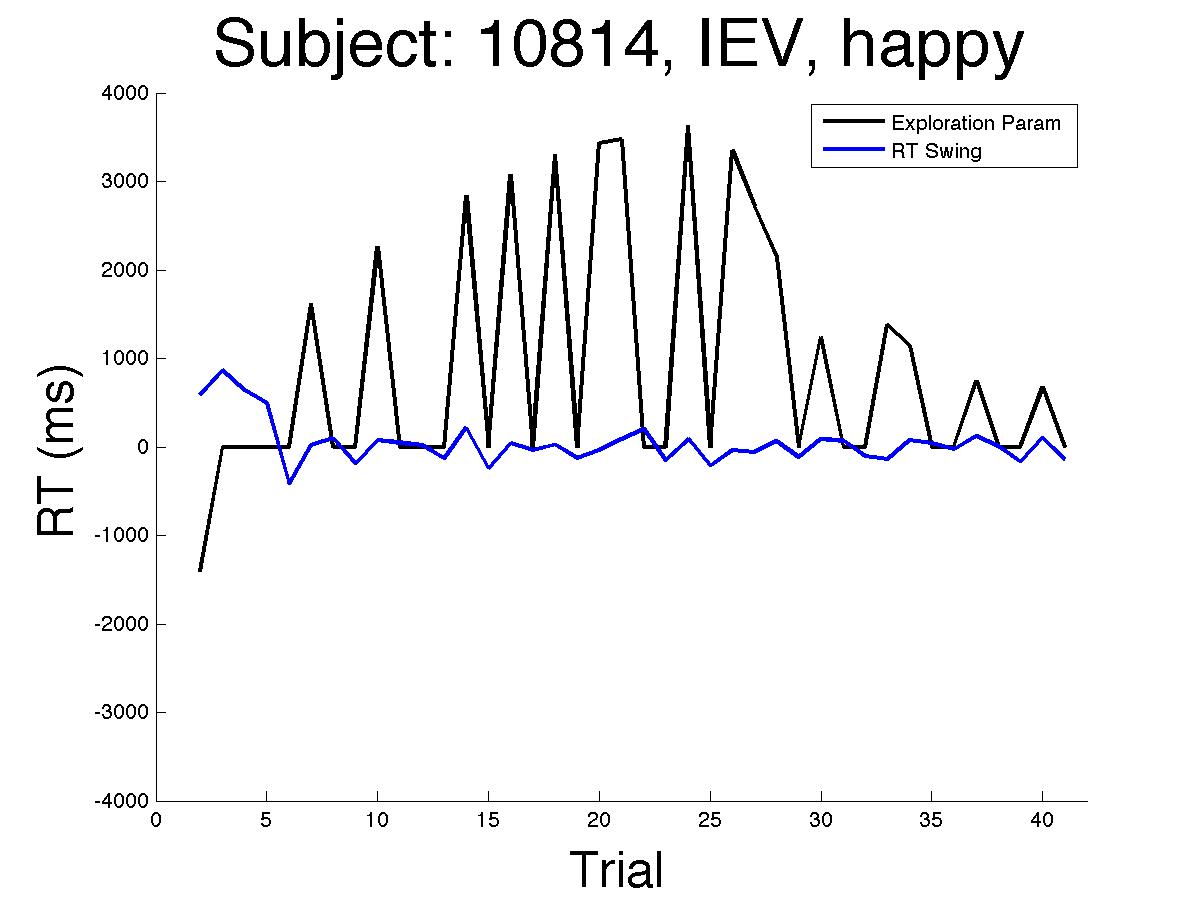 Subject: 10814, IEV, happy
4000
3000
2000
1000
0
-1000
-2000
-3000
-4000
RT (ms)
Exploration Param
RT Swing
0 5 10 15 20 25 30 35 40
Trial